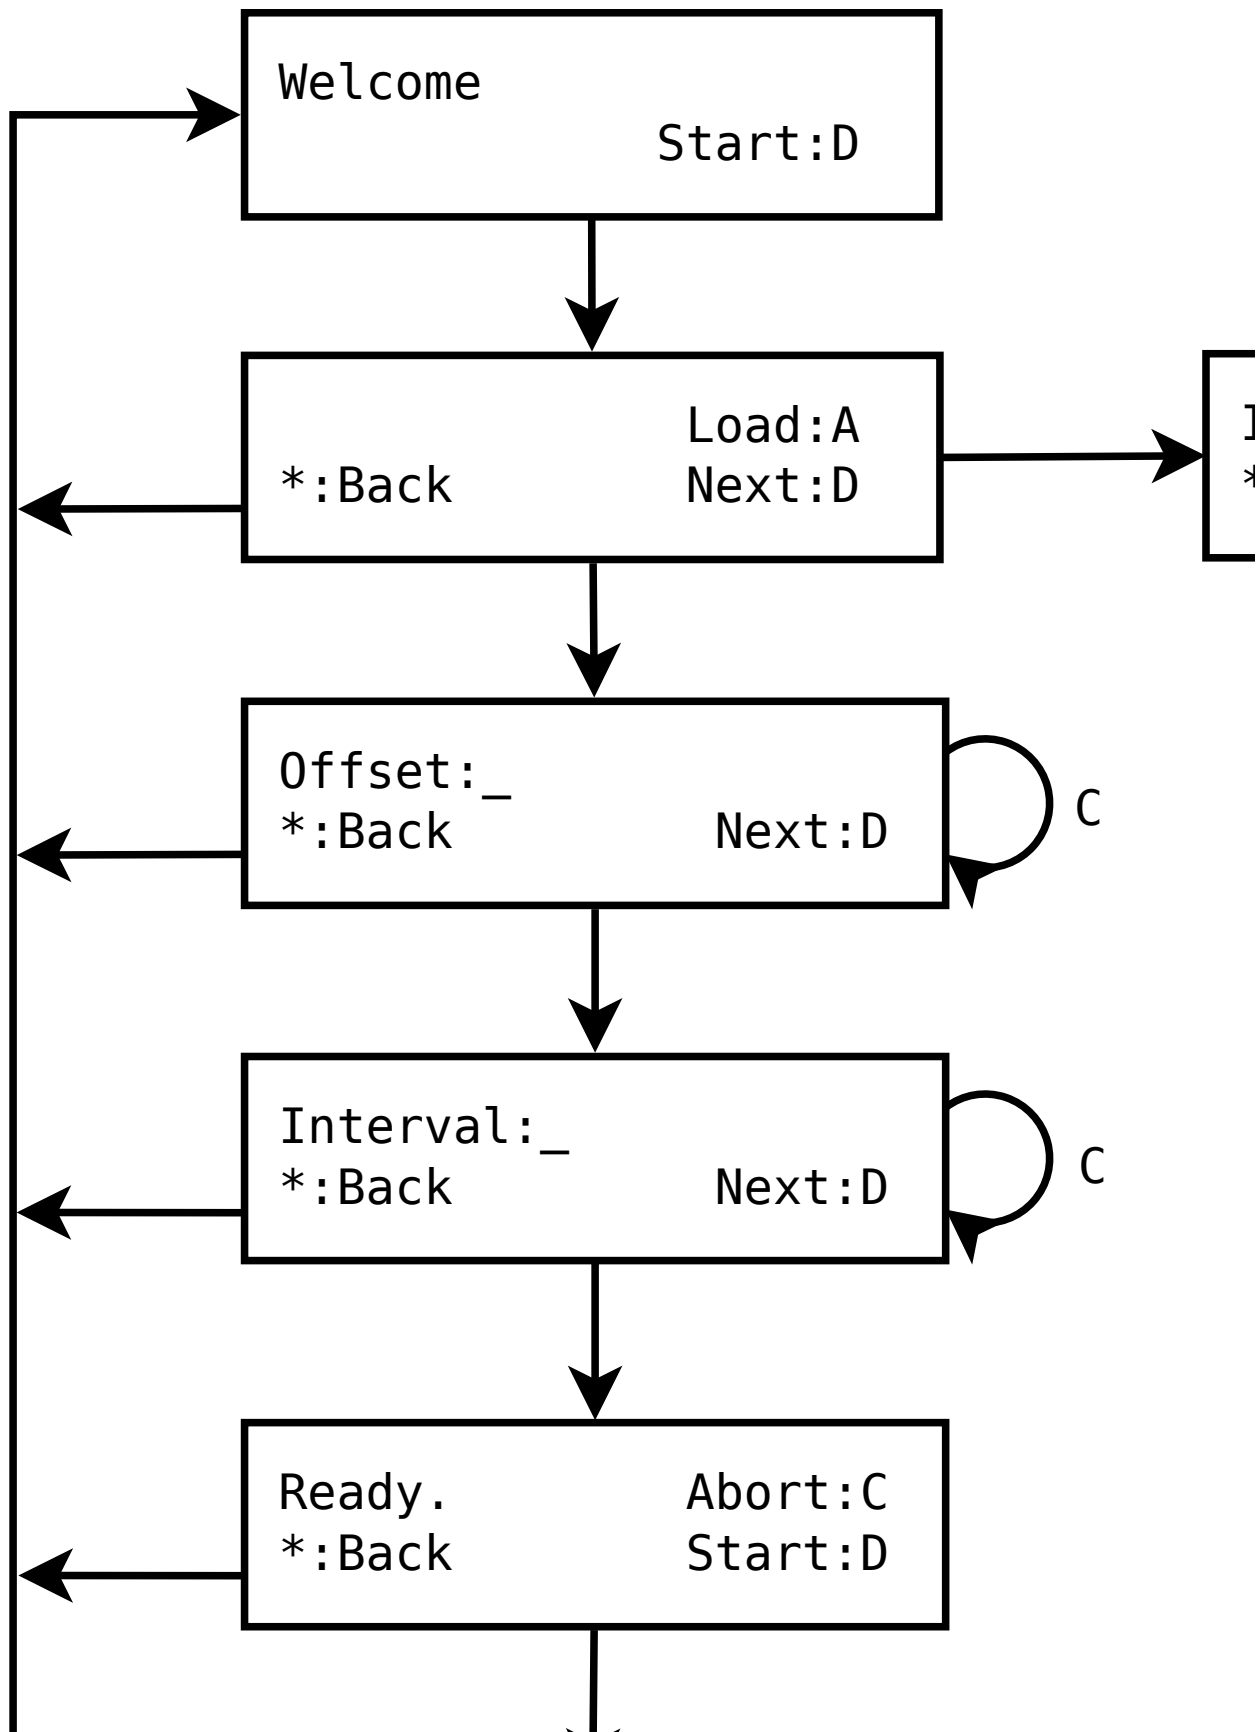 Welcome
Start:D
Load:A
*:Back Next:D
Offset:_
*:Back Next:D
C
Interval:_
*:Back Next:D
C
Ready. Abort:C
*:Back Start:D